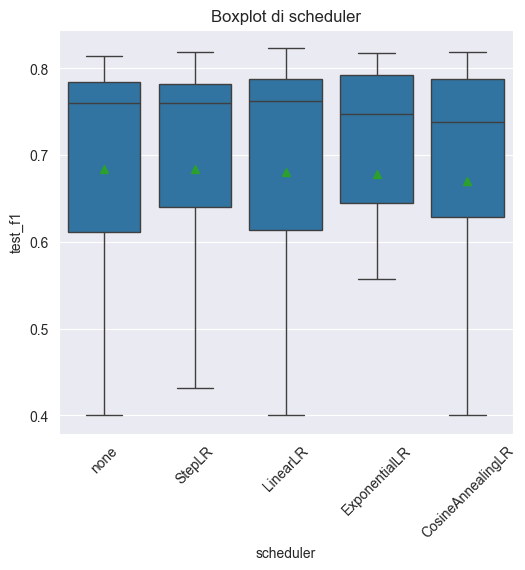 Boxplot di scheduler
test_f1
0.8
0.7
0.6
0.5
0.4
none
StepLR
LinearLR
ExponentialLR
CosineAnnealingLR
scheduler